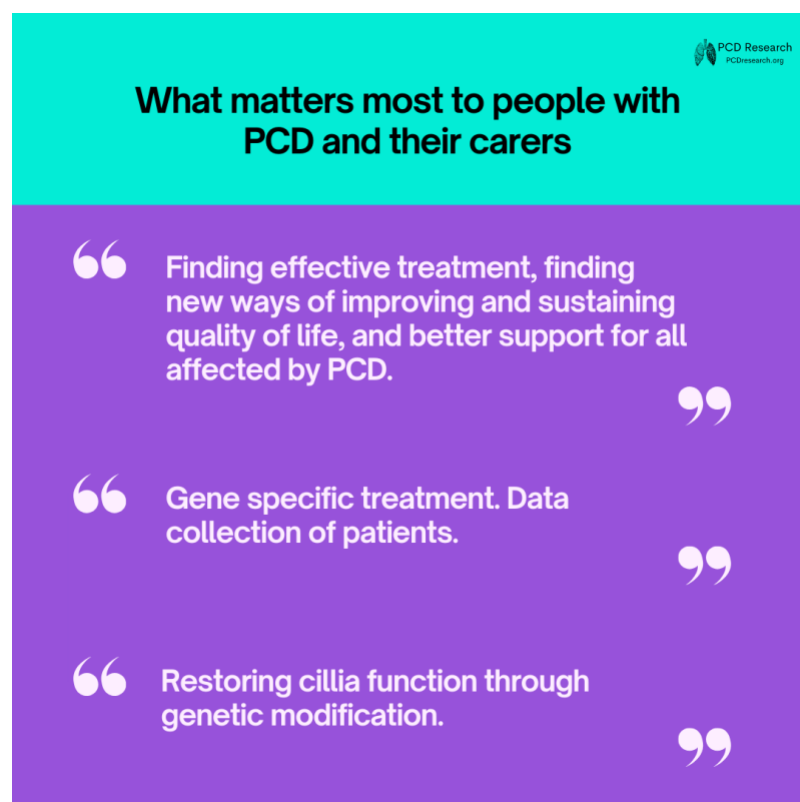 PCD Research
PCDresearch.org
What matters most to people with
PCD and their carers
“
Finding effective treatment, finding
new ways of improving and sustaining
quality of life, and better support for all
affected by PCD.
”
“
Gene specific treatment. Data
collection of patients.
”
“
Restoring cillia function through
genetic modification.
”